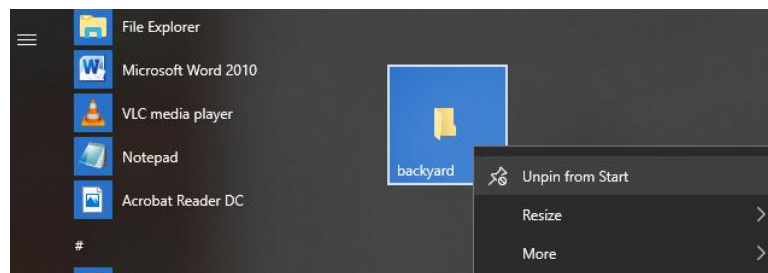 File Explorer
Microsoft Word 2010
VLC media player
Notepad
Acrobat Reader DC
#
backyard
Unpin from Start
Resize
More